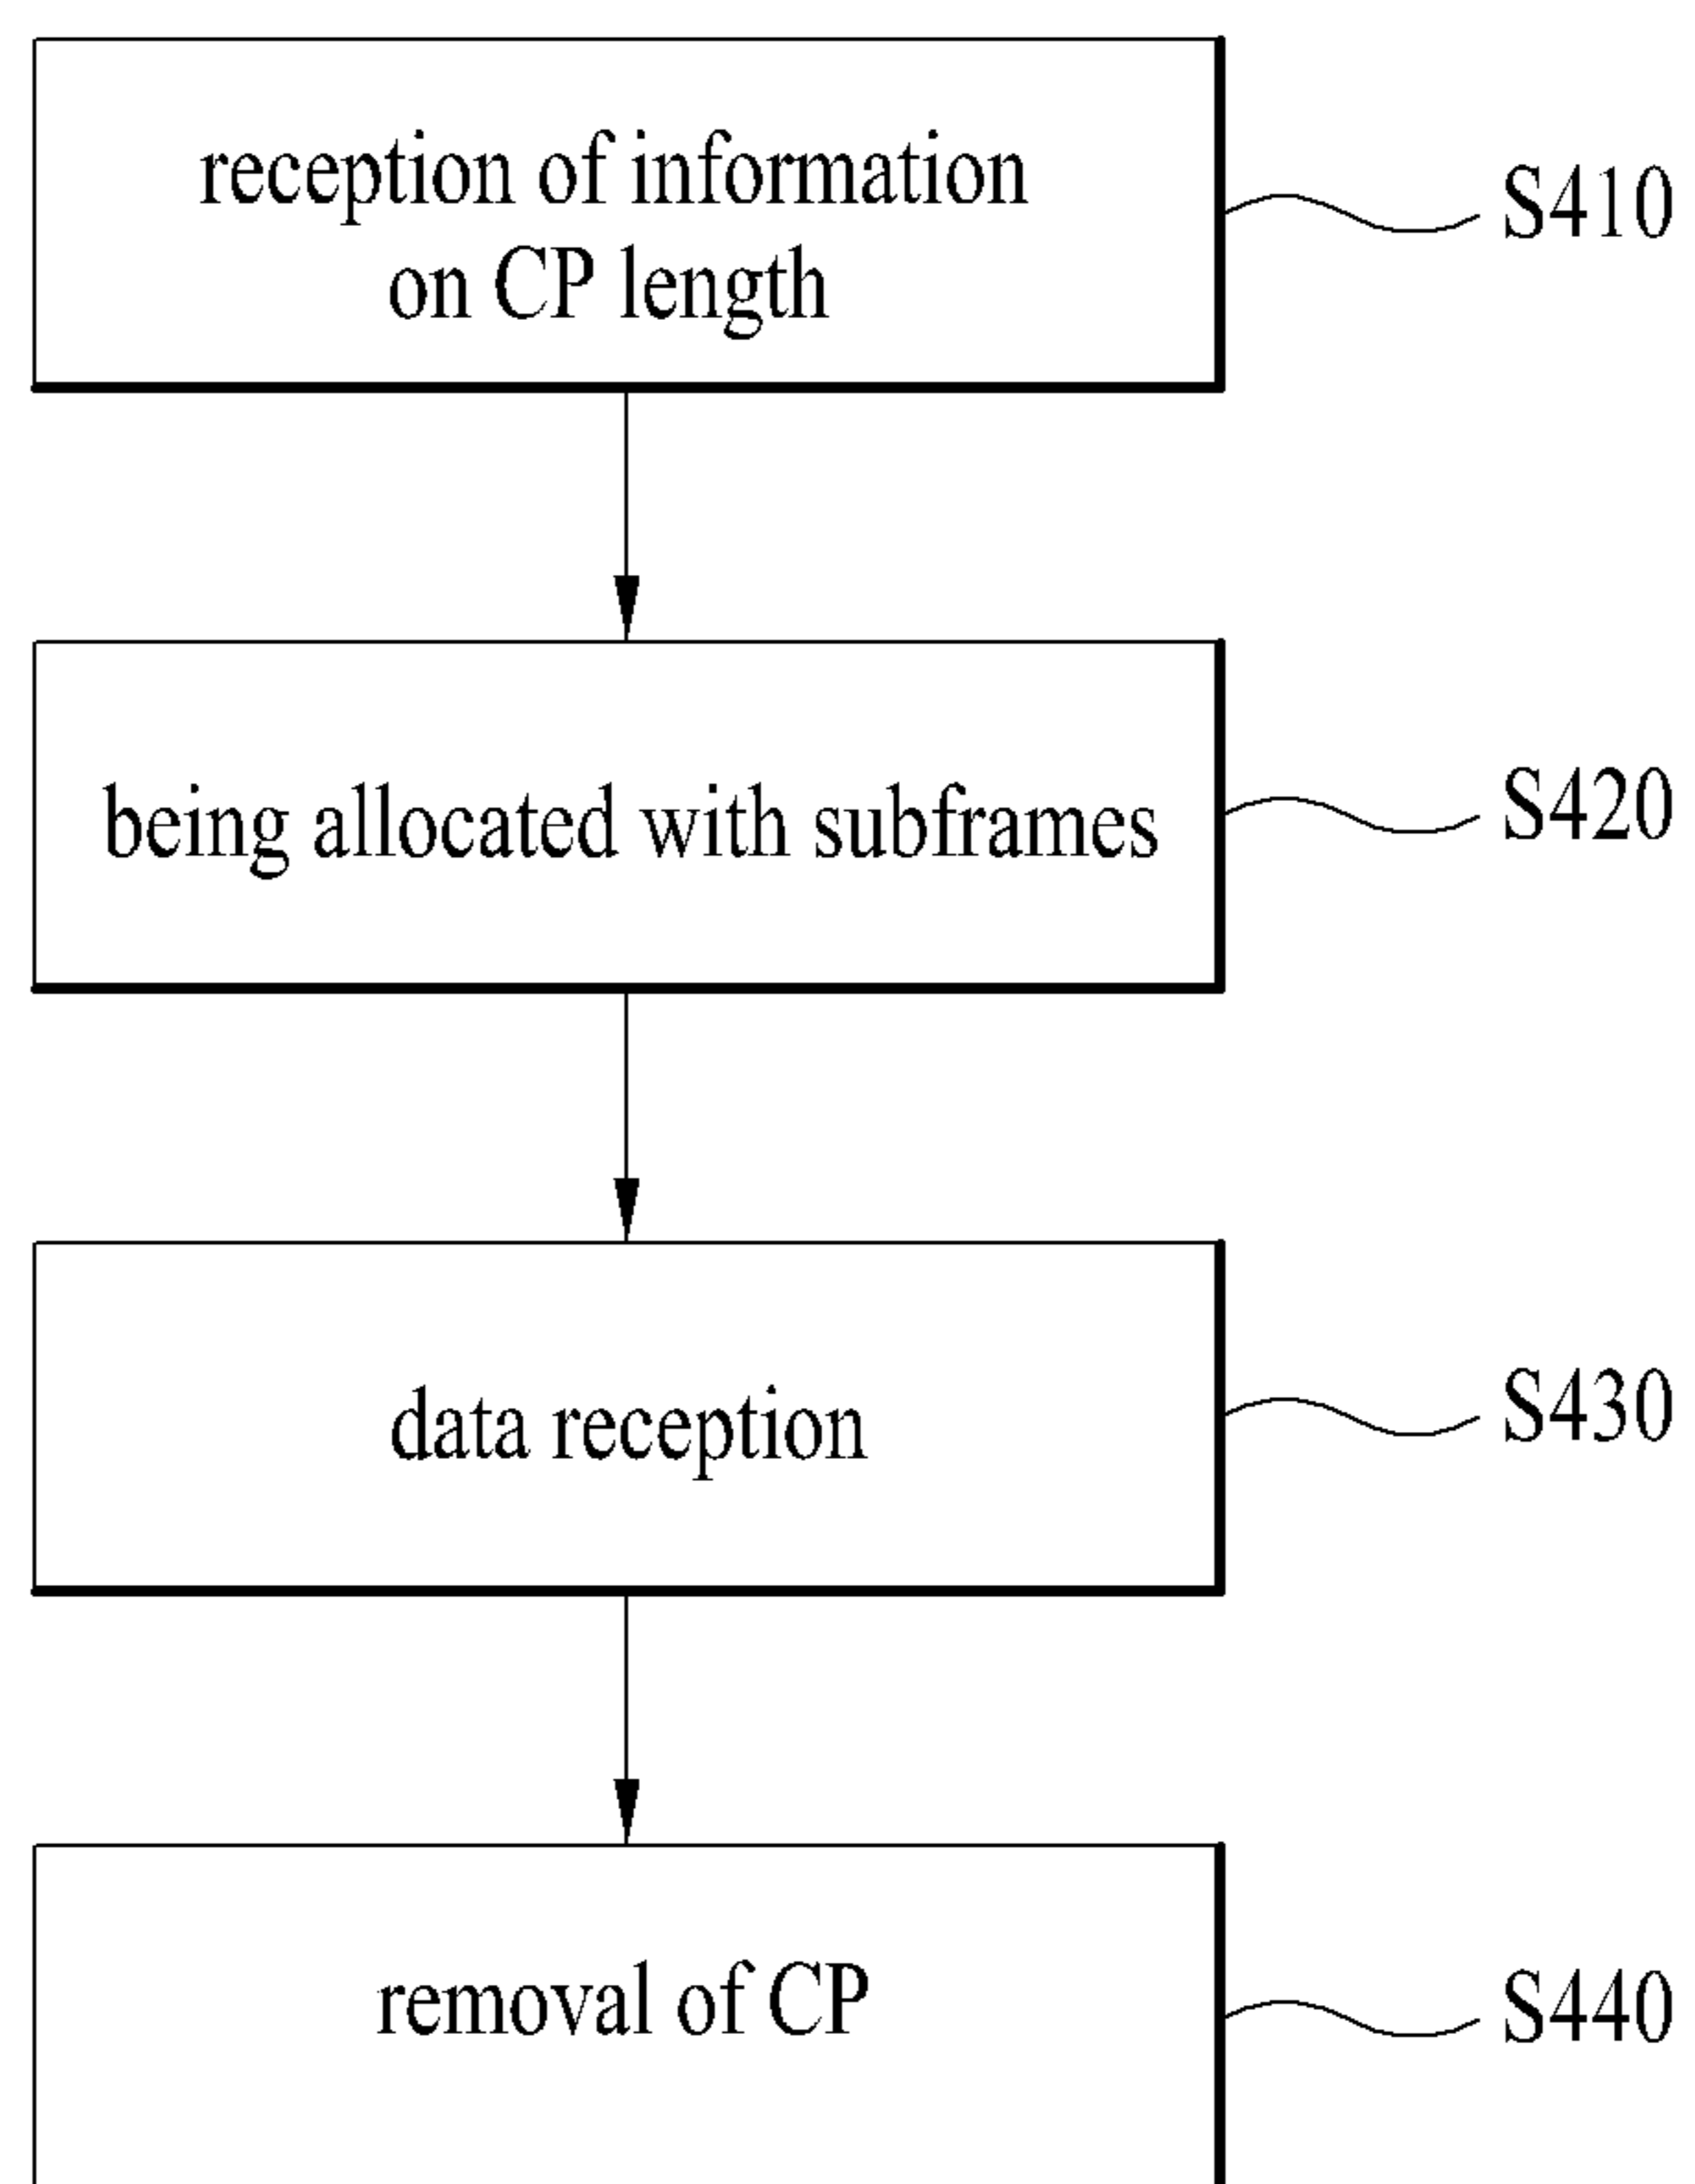 reception of information
on CP length
S410
being allocated with subframes
S420
data reception
S430
removal of CP
S440